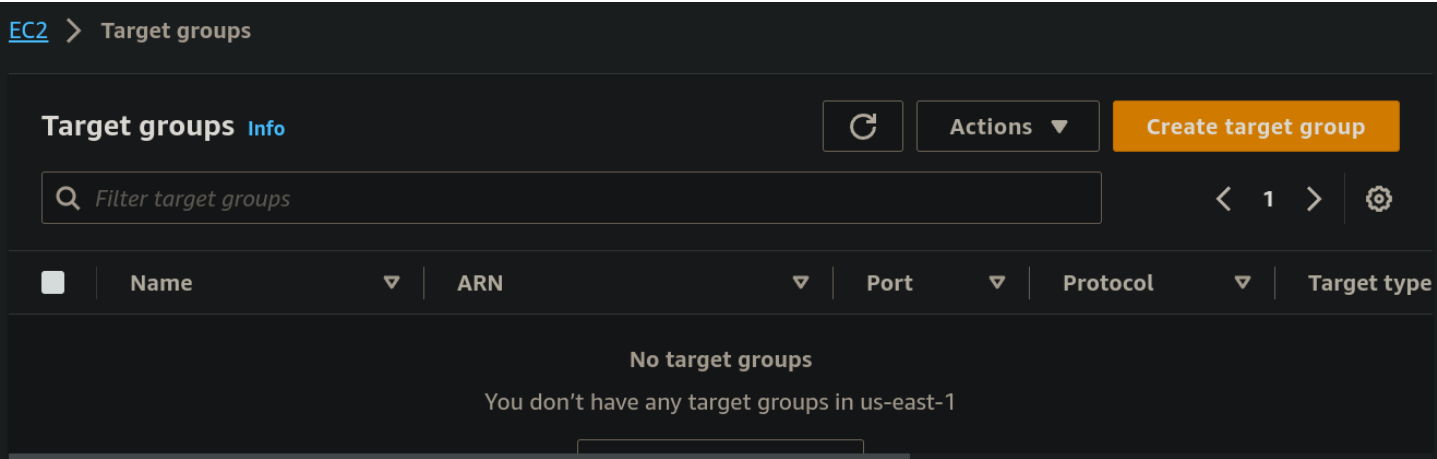 EC2 > Target groups
Target groups Info Actions Create target group
Filter target groups 1
Name ARN Port Protocol Target type
No target groups
You don’t have any target groups in us-east-1